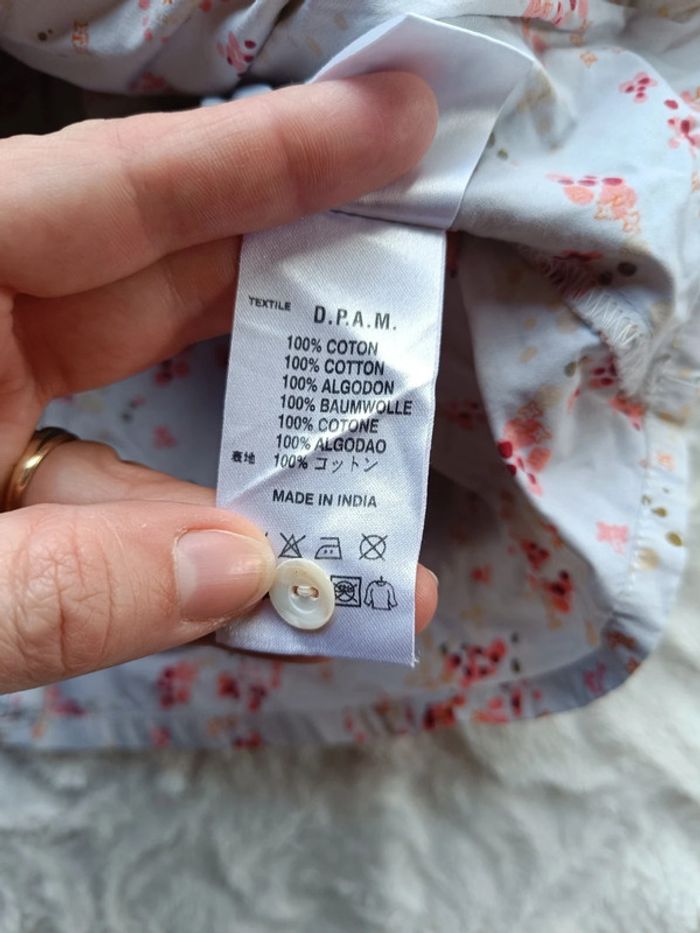 TEXTILE D.P.A.M.
100% COTON
100% COTTON
100% ALGODON
100% BAUMWOLLE
100% COTONE
100% ALGODAO
表地 100% コットン
MADE IN INDIA